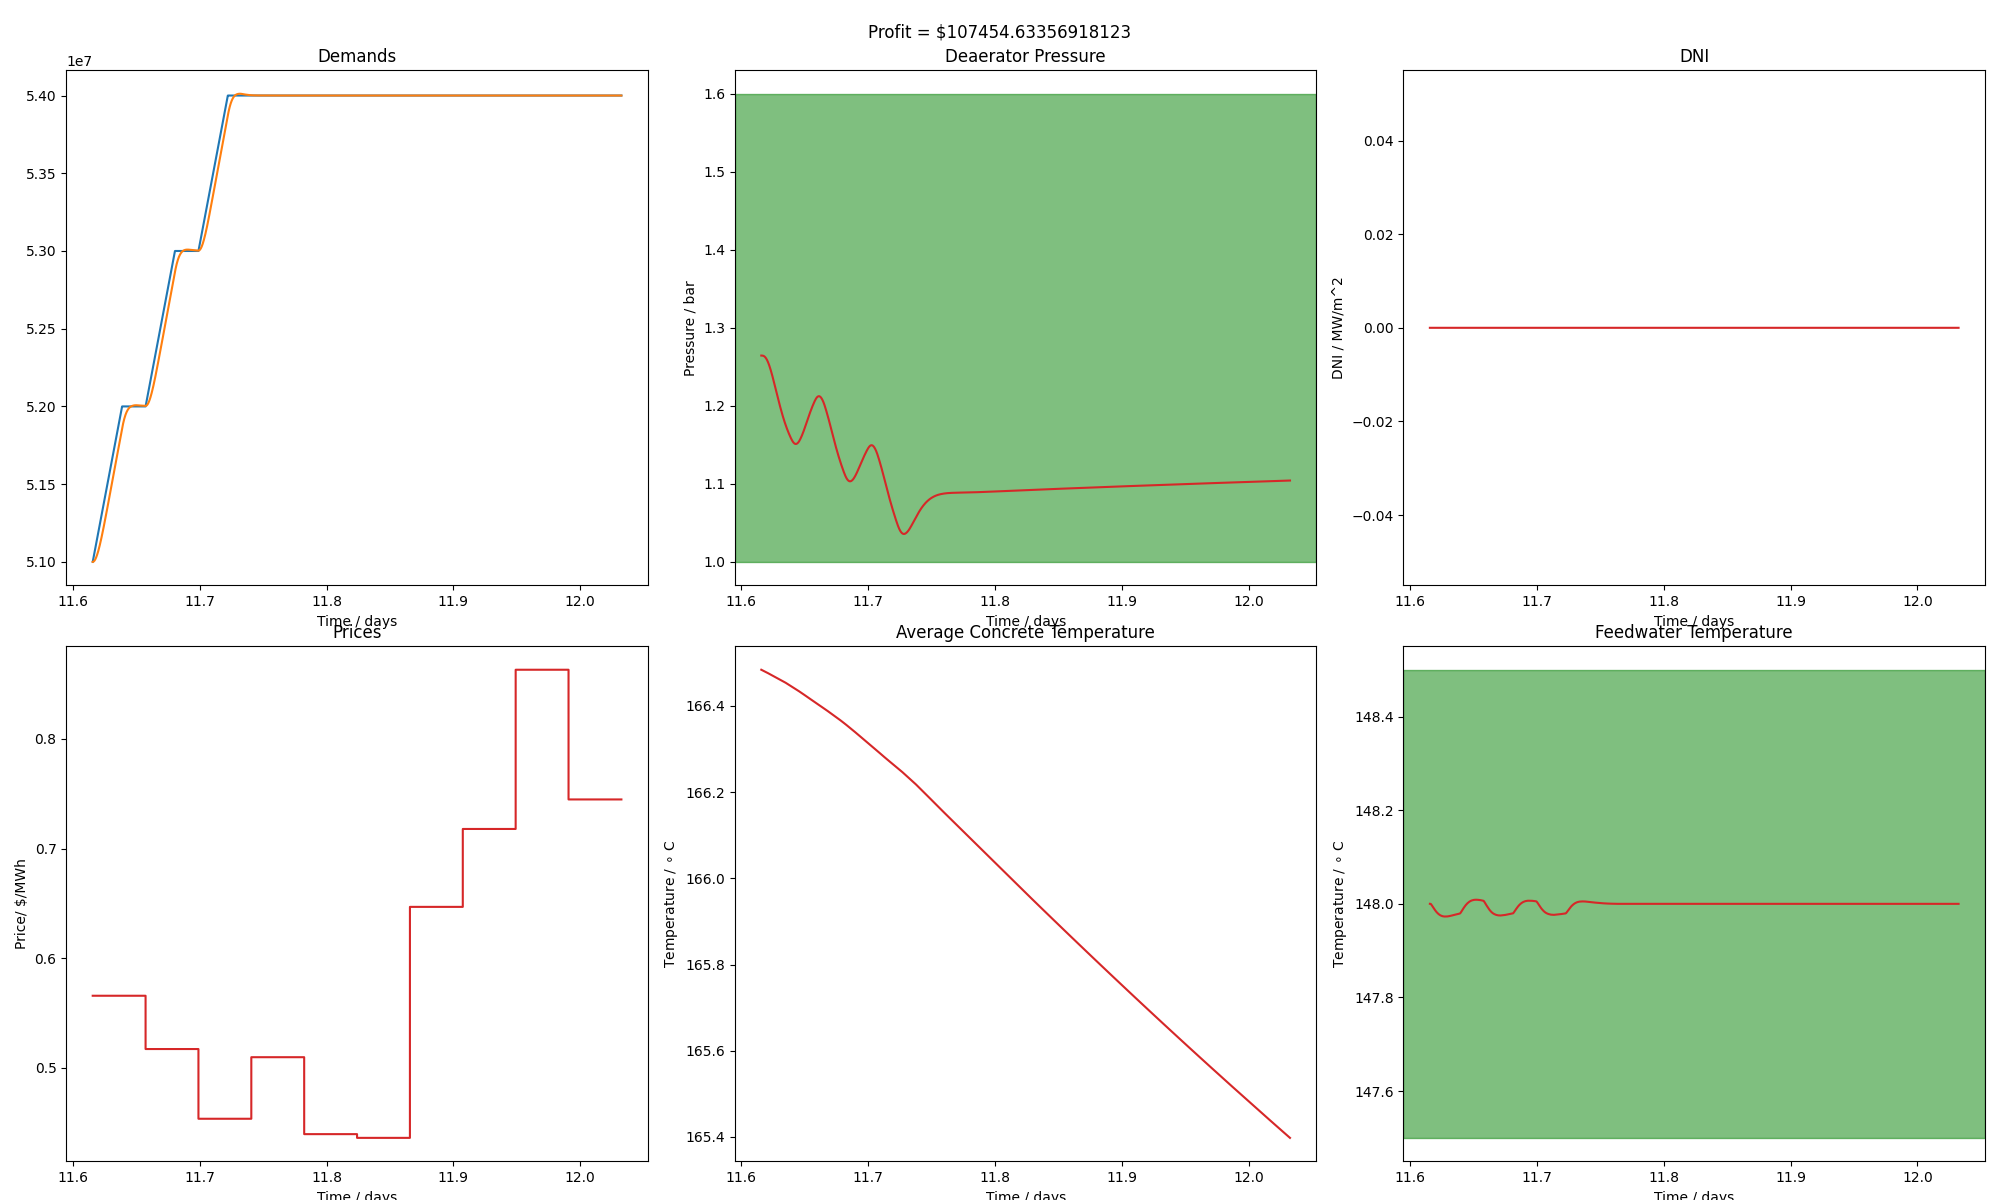 Profit = $107454.63356918123
Demands
1e7
5.40
5.35
5.30
5.25
5.20
5.15
5.10
11.6 11.7 11.8 11.9 12.0
Time / days
Deaerator Pressure
Pressure / bar
1.6
1.5
1.4
1.3
1.2
1.1
1.0
11.6 11.7 11.8 11.9 12.0
Time / days
DNI
DNI / MW/m^2
0.04
0.02
0.00
−0.02
−0.04
11.6 11.7 11.8 11.9 12.0
Time / days
Prices
Price/ $/MWh
0.8
0.7
0.6
0.5
11.6 11.7 11.8 11.9 12.0
Time / days
Average Concrete Temperature
Temperature / ∘ C
166.4
166.2
166.0
165.8
165.6
165.4
11.6 11.7 11.8 11.9 12.0
Time / days
Feedwater Temperature
Temperature / ∘ C
148.4
148.2
148.0
147.8
147.6
11.6 11.7 11.8 11.9 12.0
Time / days